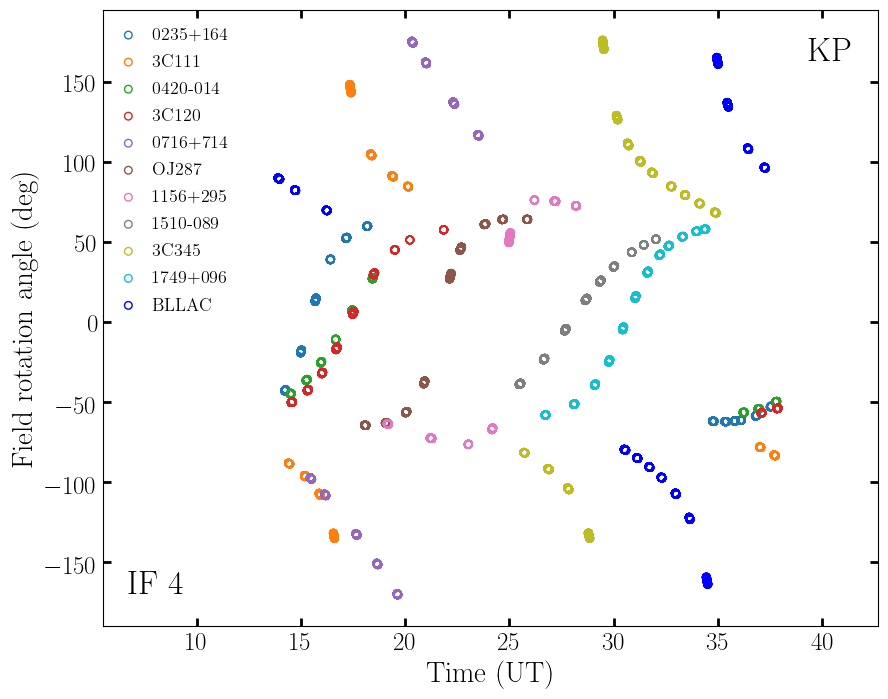 KP
0235+164
3C111
0420-014
3C120
0716+714
OJ287
1156+295
1510-089
3C345
1749+096
BLLAC
IF 4
Field rotation angle (deg)
150
100
50
0
−50
−100
−150
10 15 20 25 30 35 40
Time (UT)